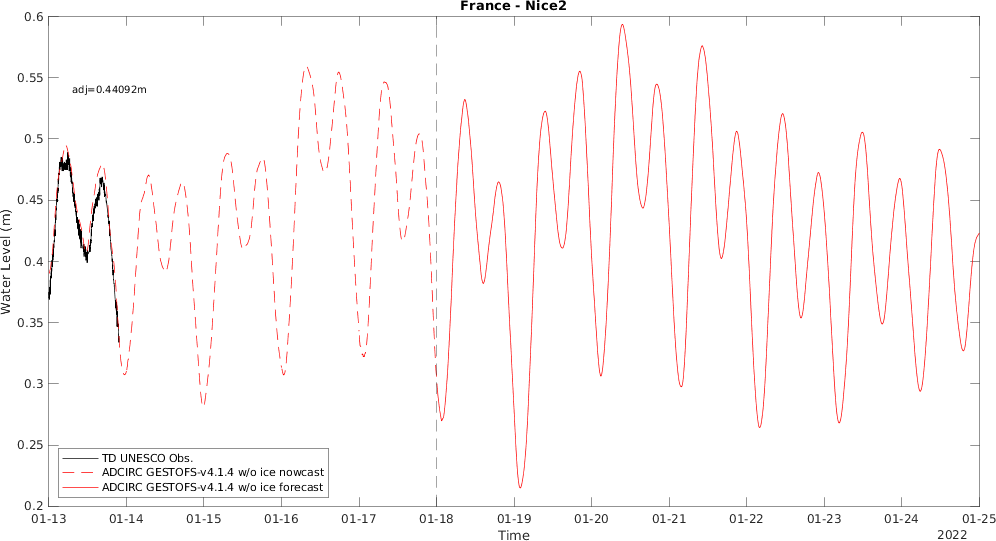 France - Nice2
0.6
0.55
0.5
0.45
0.4
0.35
0.3
0.25
0.2
Water Level (m)
adj=0.44092m
TD UNESCO Obs.
ADCIRC GESTOFS-v4.1.4 w/o ice nowcast
ADCIRC GESTOFS-v4.1.4 w/o ice forecast
01-13 01-14 01-15 01-16 01-17 01-18 01-19 01-20 01-21 01-22 01-23 01-24 01-25
Time
2022